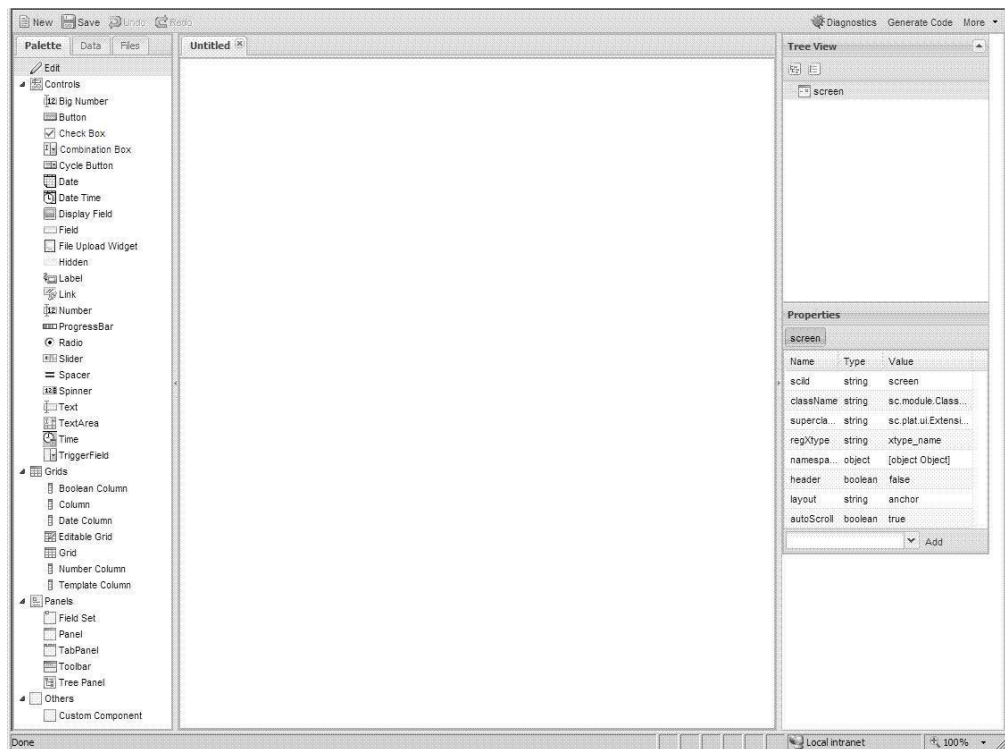 New Save Undo Redo Diagnostics Generate Code More
Palette Data Files
Edit
Controls
Big Number
Button
Check Box
Combination Box
Cycle Button
Date
Date Time
Display Field
Field
File Upload Widget
Hidden
Label
Link
Number
ProgressBar
Radio
Slider
Spacer
Spinner
Text
TextArea
Time
TriggerField
Grids
Boolean Column
Column
Date Column
Editable Grid
Grid
Number Column
Template Column
Panels
Field Set
Panel
TabPanel
Toolbar
Tree Panel
Others
Custom Component
Untitled
Tree View
screen
Properties
screen
Name Type Value
scild string screen
className string sc.module.Class...
supercla... string sc.plat.ui.Extensi...
regXtype string xtype_name
namespa... object [object Object]
header boolean false
layout string anchor
autoScroll boolean true
Add
Done Local intranet 100%